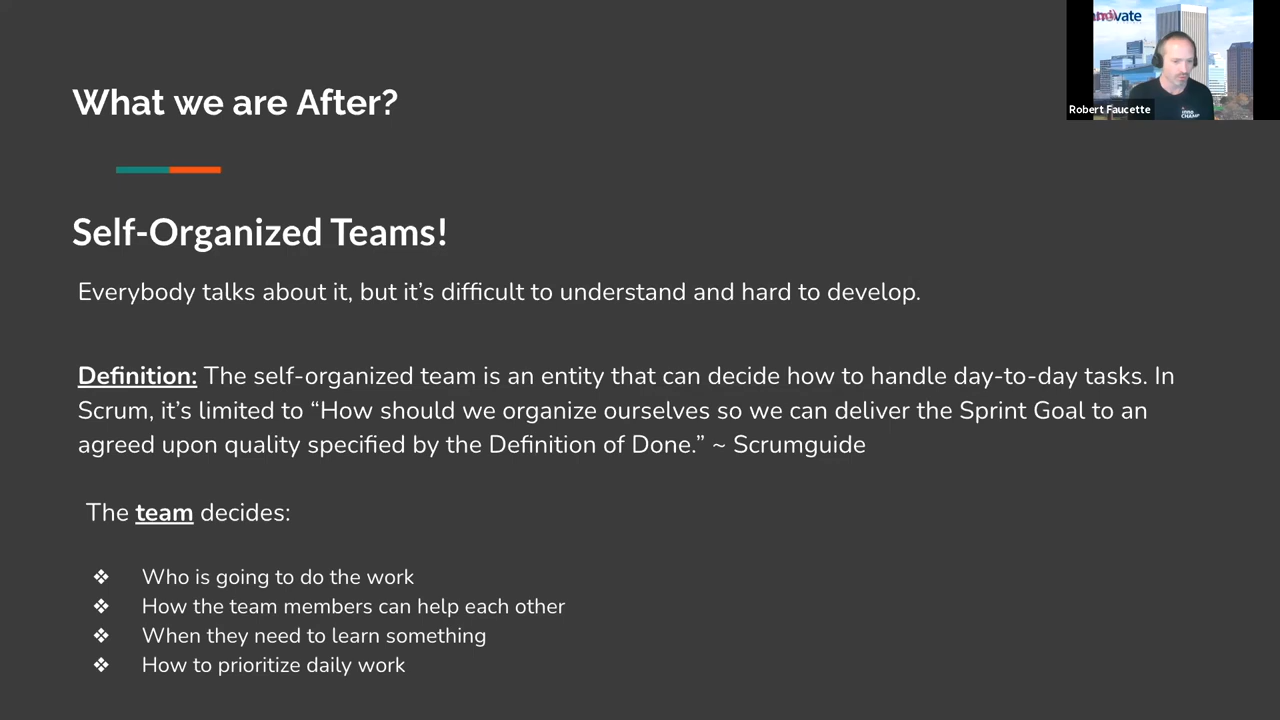 What we are After?
Self-Organized Teams!
Everybody talks about it, but it's difficult to understand and hard to develop.
Definition: The self-organized team is an entity that can decide how to handle day-to-day tasks. In
Scrum, it's limited to “How should we organize ourselves so we can deliver the Sprint Goal to an
agreed upon quality specified by the Definition of Done.” ~ Scrumguide
The team decides:
❖ Who is going to do the work
❖ How the team members can help each other
❖ When they need to learn something
❖ How to prioritize daily work
Robert Faucette